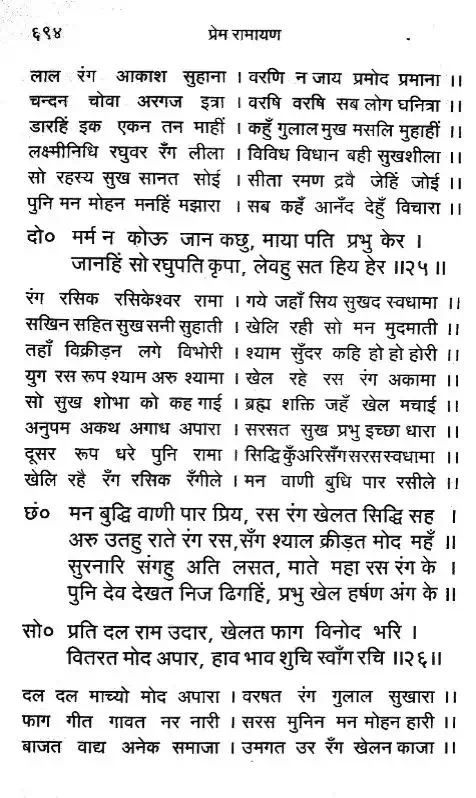 ६९४ प्रेम रामायण
लाल रंग आकाश सुहाना । वरणि न जाय प्रमोद प्रमाना ।।
चन्दन चोवा अरगज इत्रा । वरषि वरषि सब लोग घनित्रा ।।
डारहिं इक एकन तन माहीं । कहुँ गुलाल मुख मसलि मुहाहीं ।।
लक्ष्मीनिधि रघुवर रँग लीला । विविध विधान बही सुखशीला ।।
सो रहस्य सुख सानत सोई । सीता रमण द्रवै जेहिं जोई ।।
पुनि मन मोहन मनहिं मझारा । सब कहँ आनँद देहुँ विचारा ।।
दो० मर्म न कोऊ जान कछु, माया पति प्रभु केर ।
जानहिं सो रघुपति कृपा, लेवहु सत हिय हेर ।।२५।।
रंग रसिक रसिकेश्वर रामा । गये जहाँ सिय सुखद स्वधामा ।।
सखिन सहित सुख सनी सुहाती । खेलि रही सो मन मुदमाती ।।
तहाँ विक्रीड़न लगे विभोरी । श्याम सुँदर कहि हो हो होरी ।।
युग रस रूप श्याम अरु श्यामा । खेल रहे रस रंग अकामा ।।
सो सुख शोभा को कह गाई । ब्रह्म शक्ति जहँ खेल मचाई ।।
अनुपम अकथ अगाध अपारा । सरसत सुख प्रभु इच्छा धारा ।।
दूसर रूप धरे पुनि रामा । सिद्धि कुँअरिसँग सरस स्वधामा ।।
खेलि रहै रँग रसिक रँगीले । मन वाणी बुधि पार रसीले ।।
छं० मन बुद्धि वाणी पार प्रिय, रस रंग खेलत सिद्धि सह ।
अरु उतहु राते रंग रस, सँग श्याल क्रीड़त मोद महँ ।।
सुरनारि संगहु अति लसत, माते महा रस रंग के ।
पुनि देव देखत निज ढिगहिं, प्रभु खेल हर्षण अंग के ।।
सो० प्रति दल राम उदार, खेलत फाग विनोद भरि ।
वितरत मोद अपार, हाव भाव शुचि स्वाँग रचि ।।२६।।
दल दल माच्यो मोद अपारा । वरषत रंग गुलाल सुखारा ।।
फाग गीत गावत नर नारी । सरस मुनिन मन मोहन हारी ।।
बाजत वाद्य अनेक समाजा । उमगत उर रँग खेलन काजा ।।